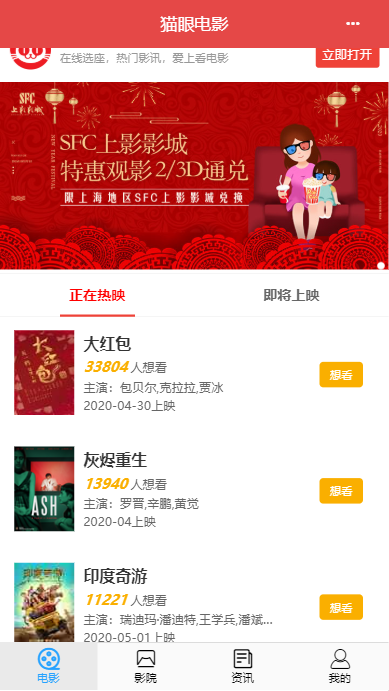 猫眼电影
在线选座，热门影讯，爱上看电影
立即打开
SFC
上影影城
NEW YEAR FESTIVAL
SFC上影影城
特惠观影2/3D通兑
限上海地区SFC上影影城兑换
正在热映
即将上映
大红包
大红包
33804人想看
主演：包贝尔,克拉拉,贾冰
2020-04-30上映
想看
ASH
灰烬重生
13940人想看
主演：罗晋,辛鹏,黄觉
2020-04上映
想看
印度奇游
印度奇游
11221人想看
主演：瑞迪玛·潘迪特,王学兵,潘斌...
2020-05-01上映
想看
电影
影院
资讯
我的